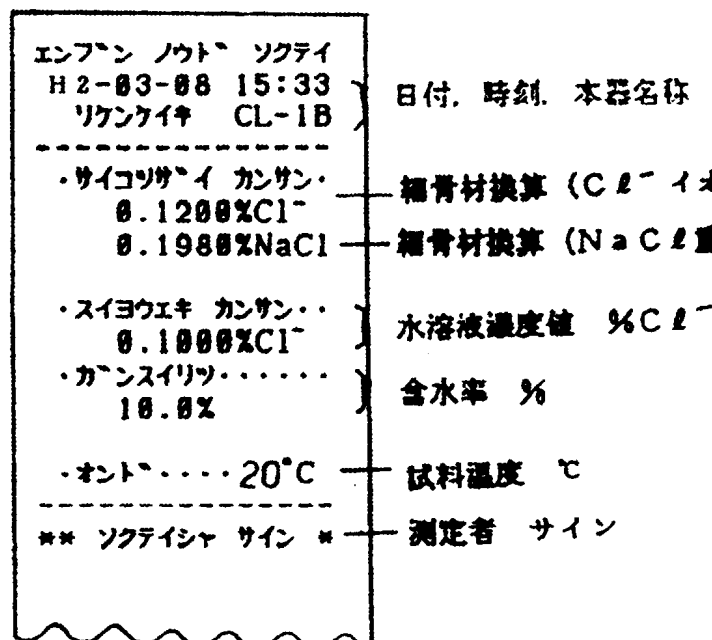 エンブン ノウド ソクテイ
H2-03-08 15:33
リケンケイキ CL-1B
日付, 時刻, 本器名称
・サイコツザイ カンサン・
0.1200%Cl⁻
細骨材換算 (Cℓ⁻ イオ
0.1980%NaCl
細骨材換算 (NaCℓ重
・スイヨウエキ カンサン・・
0.1000%Cl⁻
水溶液濃度値 %Cℓ⁻
・ガンスイリツ・・・・・・
10.0%
含水率 %
・オンド・・・・20°C
試料温度 ℃
** ソクテイシャ サイン *
測定者 サイン